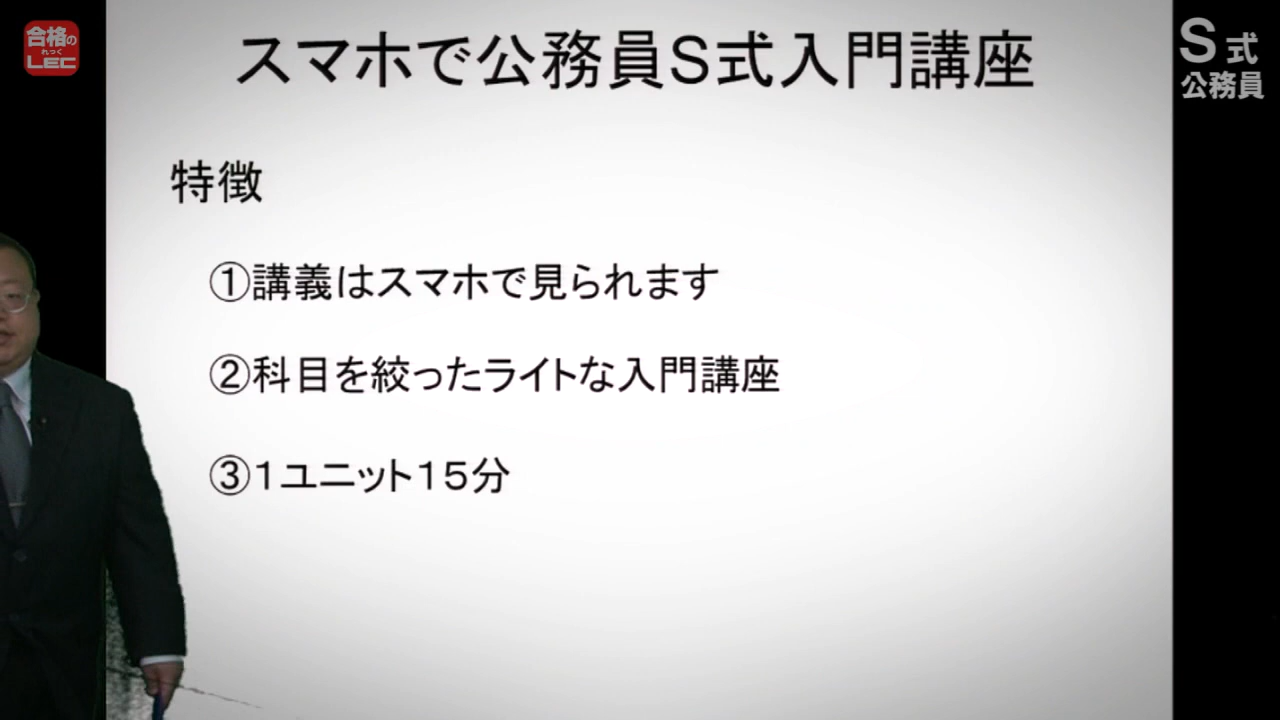 合格の
れっく
LEC
スマホで公務員S式入門講座
S式
公務員
特徴
①講義はスマホで見られます
②科目を絞ったライトな入門講座
③1ユニット15分